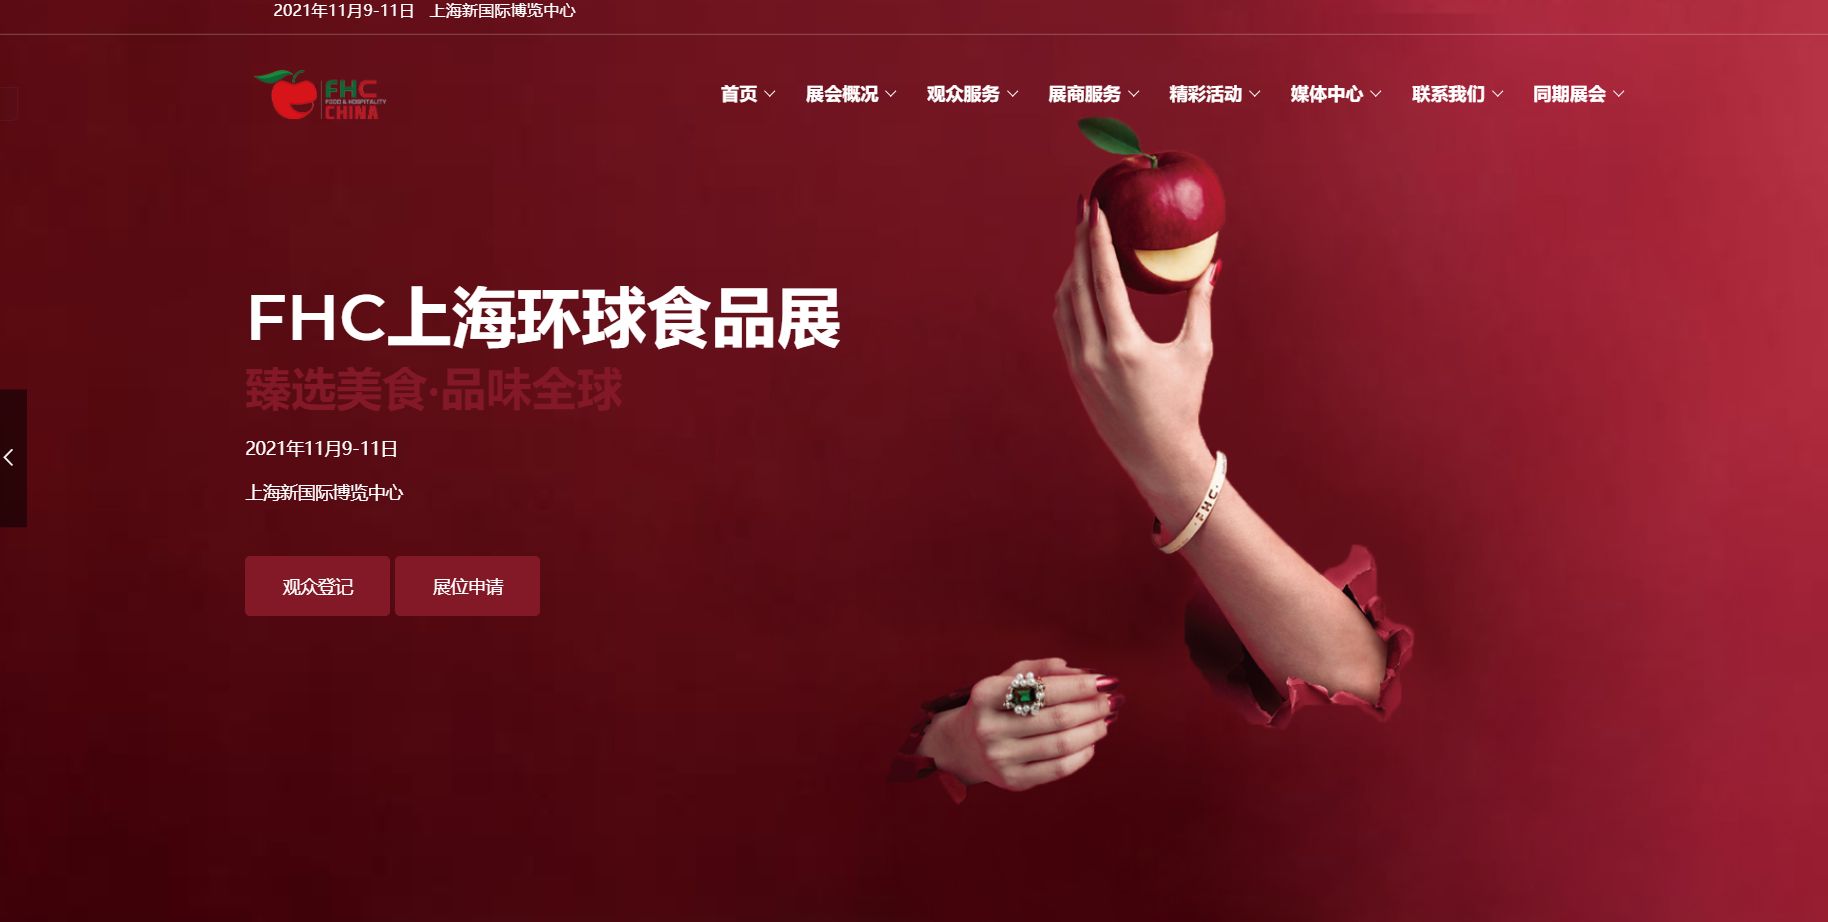 2021年11月9-11日 上海新国际博览中心
FHC
FOOD & HOSPITALITY
CHINA
首页 展会概况 观众服务 展商服务 精彩活动 媒体中心 联系我们 同期展会
FHC上海环球食品展
臻选美食·品味全球
2021年11月9-11日
上海新国际博览中心
·FHC·
观众登记 展位申请